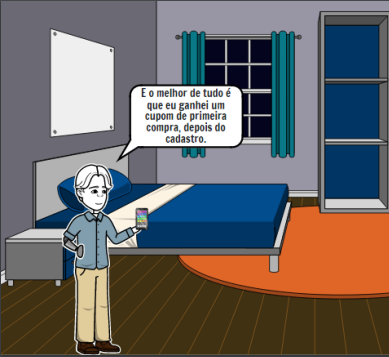 E o melhor de tudo é
que eu ganhei um
cupom de primeira
compra, depois do
cadastro.